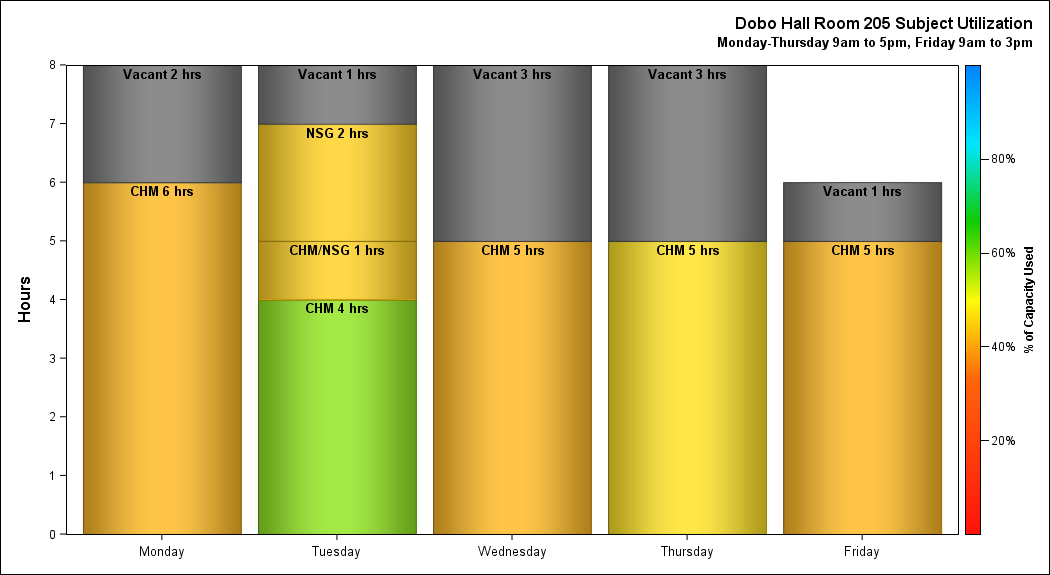 Dobo Hall Room 205 Subject Utilization
Monday-Thursday 9am to 5pm, Friday 9am to 3pm
Hours
8
7
6
5
4
3
2
1
0
Vacant 2 hrs
CHM 6 hrs
Vacant 1 hrs
NSG 2 hrs
CHM/NSG 1 hrs
CHM 4 hrs
Vacant 3 hrs
CHM 5 hrs
Vacant 3 hrs
CHM 5 hrs
Vacant 1 hrs
CHM 5 hrs
Monday
Tuesday
Wednesday
Thursday
Friday
80%
60%
40%
20%
% of Capacity Used